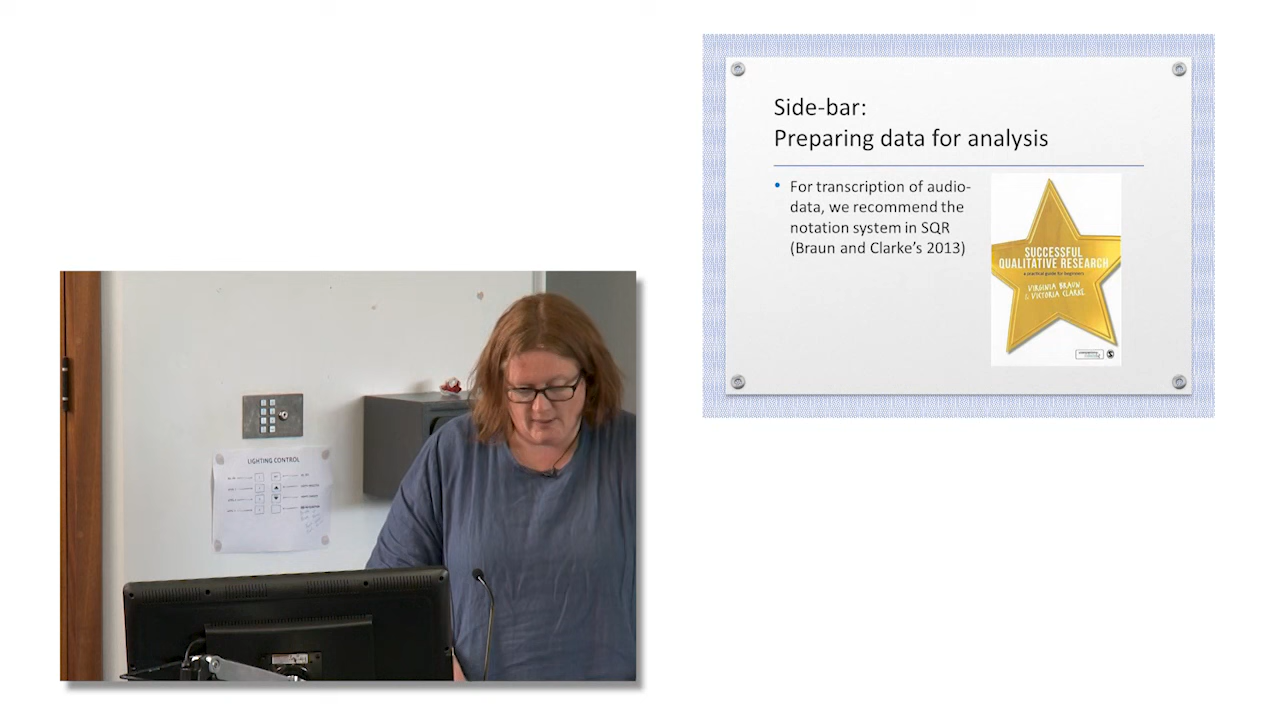 Side-bar:
Preparing data for analysis
• For transcription of audio-
data, we recommend the
notation system in SQR
(Braun and Clarke’s 2013)
SUCCESSFUL
QUALITATIVE RESEARCH
a practical guide for beginners
VIRGINIA BRAUN
& VICTORIA CLARKE
LIGHTING CONTROL